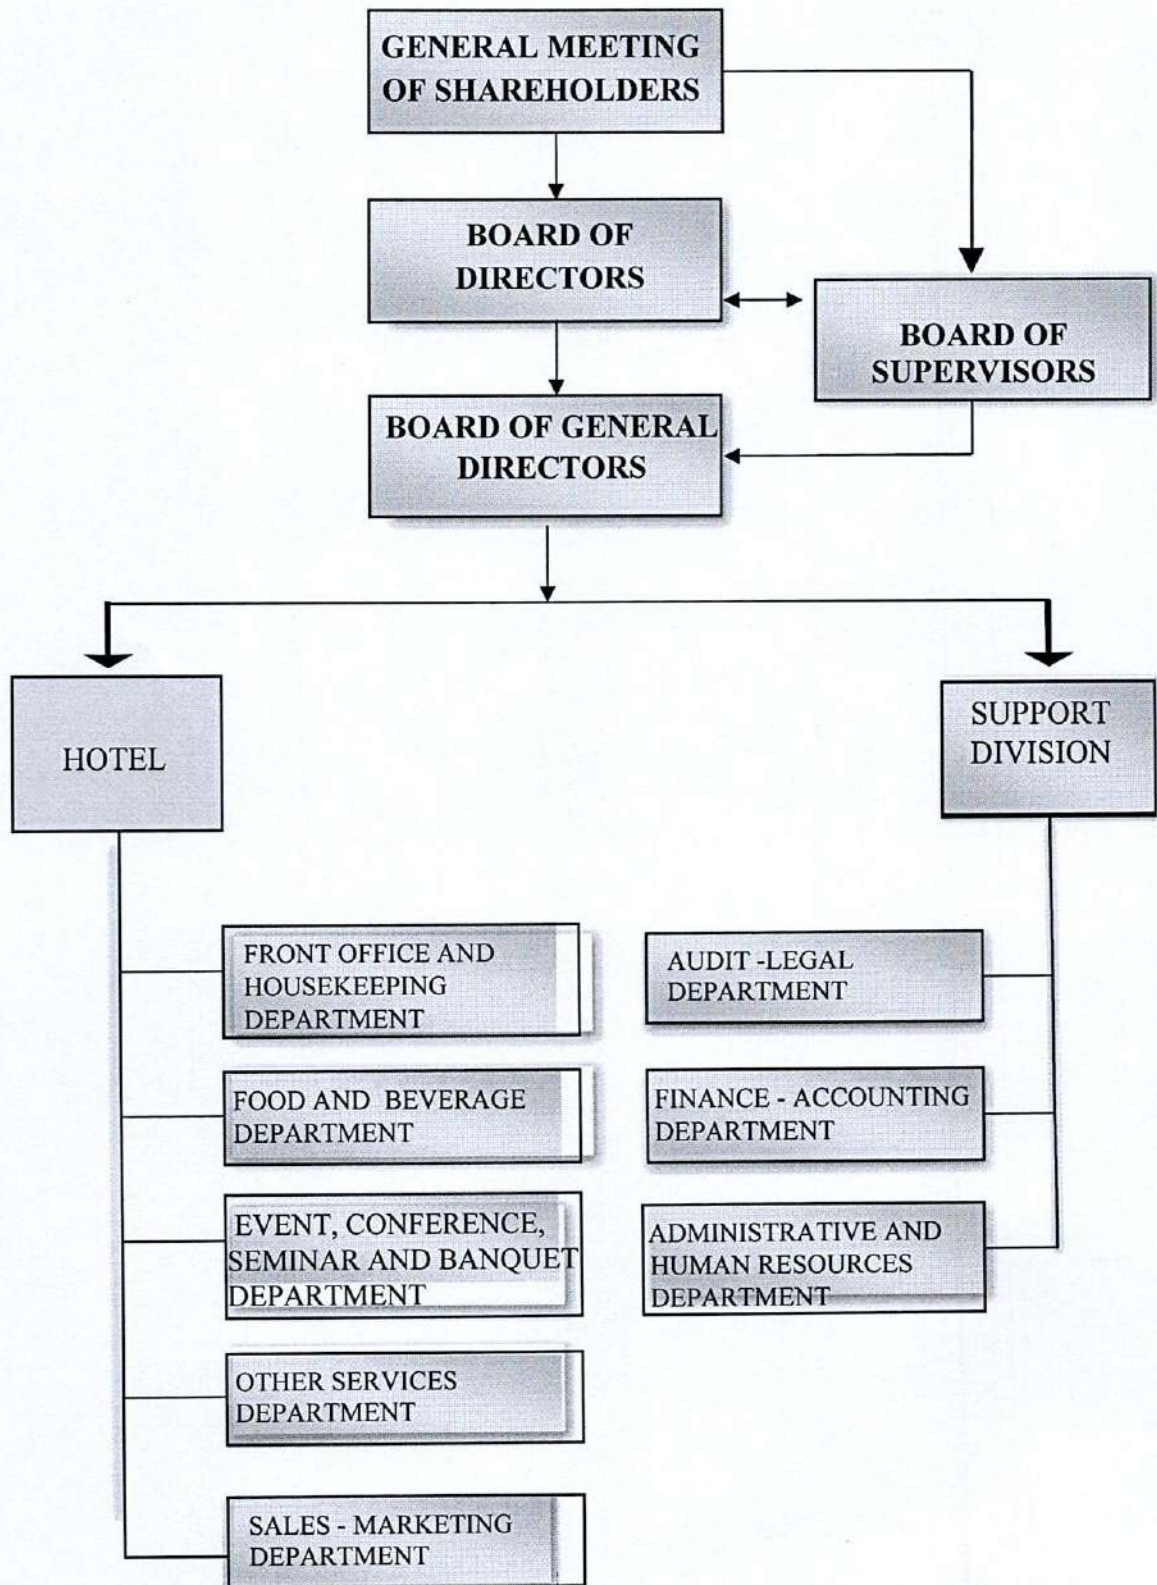 GENERAL MEETING
OF SHAREHOLDERS
BOARD OF
DIRECTORS
BOARD OF
SUPERVISORS
BOARD OF GENERAL
DIRECTORS
HOTEL
SUPPORT
DIVISION
FRONT OFFICE AND
HOUSEKEEPING
DEPARTMENT
FOOD AND BEVERAGE
DEPARTMENT
EVENT, CONFERENCE,
SEMINAR AND BANQUET
DEPARTMENT
OTHER SERVICES
DEPARTMENT
SALES - MARKETING
DEPARTMENT
AUDIT -LEGAL
DEPARTMENT
FINANCE - ACCOUNTING
DEPARTMENT
ADMINISTRATIVE AND
HUMAN RESOURCES
DEPARTMENT